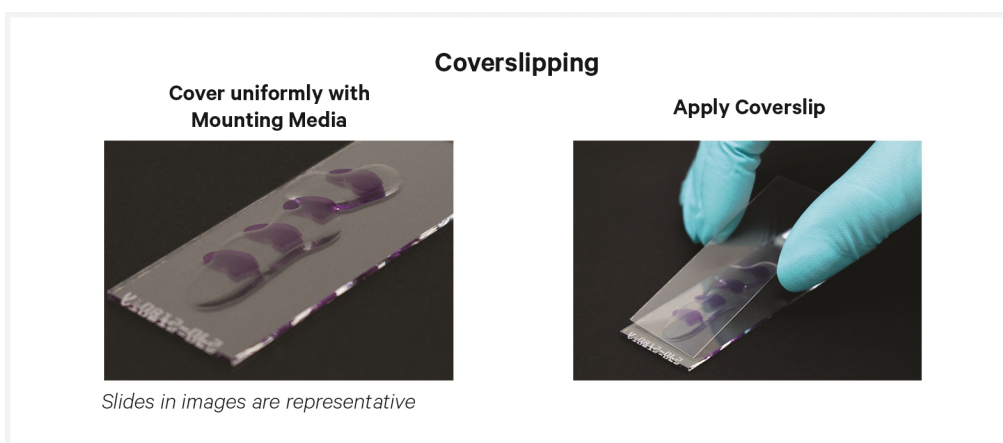 Coverslipping
Cover uniformly with
Mounting Media
Apply Coverslip
Slides in images are representative